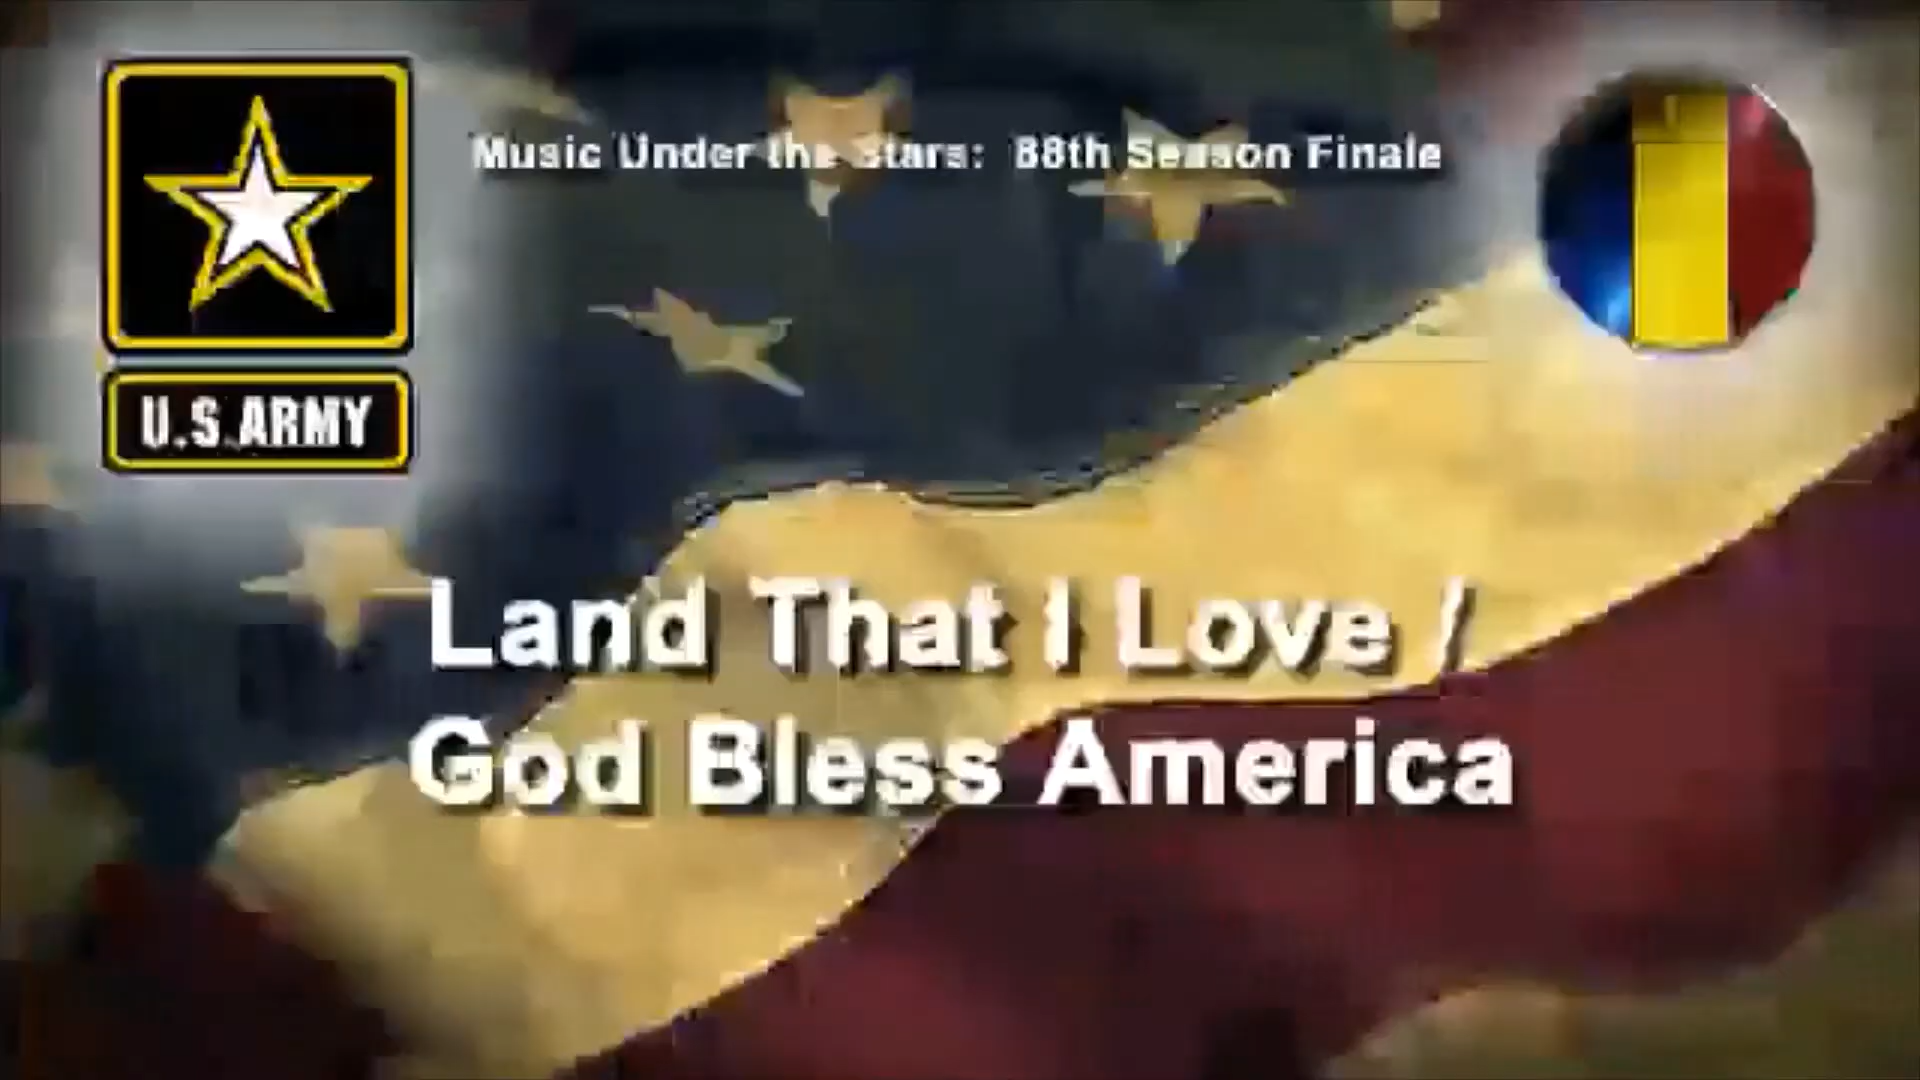 Music Under the Stars: 88th Season Finale
U.S.ARMY
Land That I Love /
God Bless America